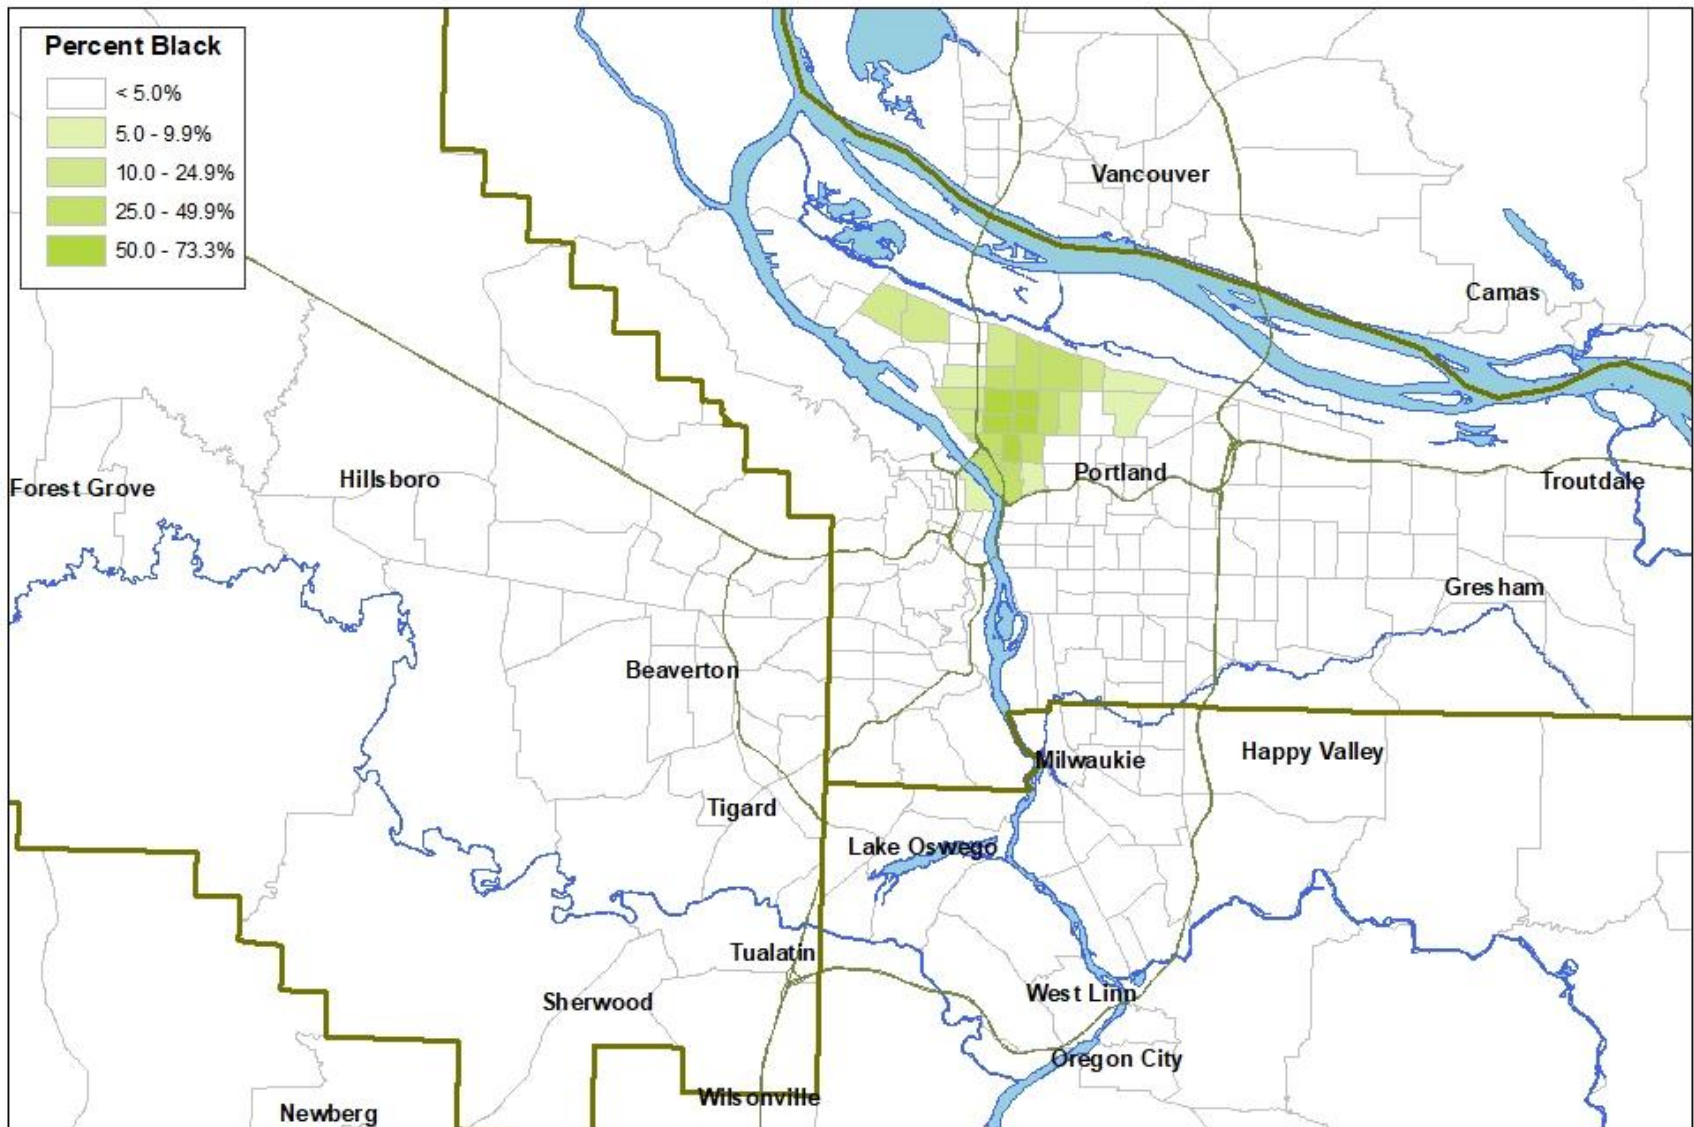 Percent Black
< 5.0%
5.0 - 9.9%
10.0 - 24.9%
25.0 - 49.9%
50.0 - 73.3%
Vancouver
Camas
Portland
Troutdale
Hillsboro
Forest Grove
Gresham
Beaverton
Happy Valley
Milwaukie
Tigard
Lake Oswego
Tualatin
West Linn
Sherwood
Oregon City
Wilsonville
Newberg